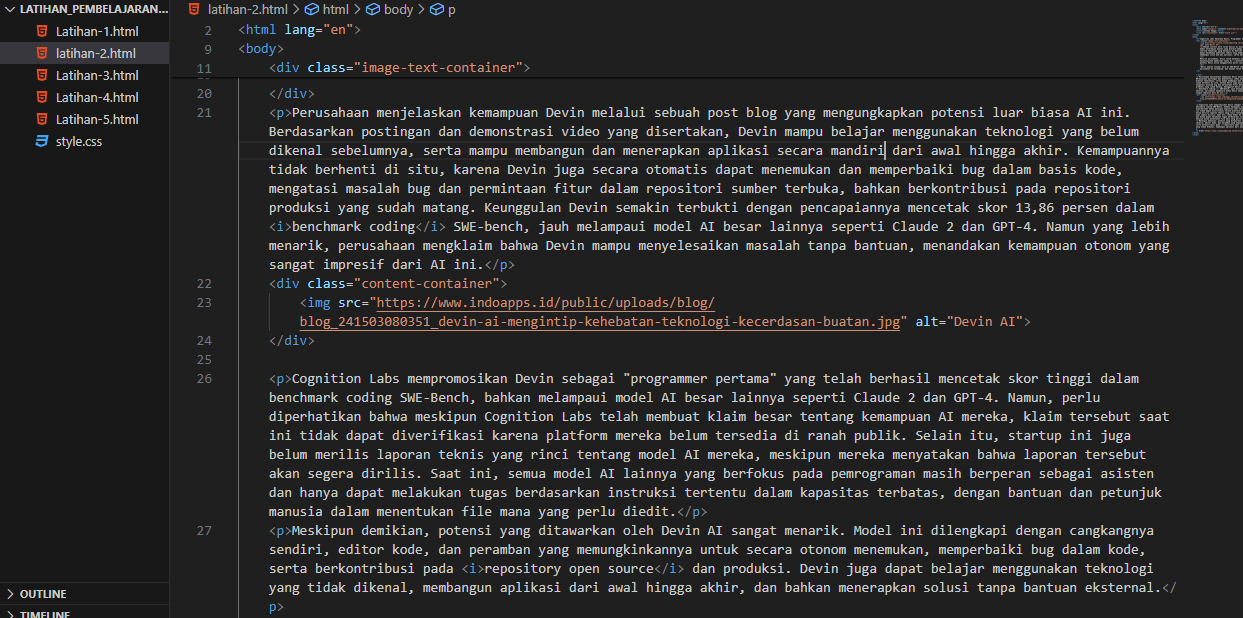 LATIHAN_PEMBELAJARAN...
Latihan-1.html
latihan-2.html
Latihan-3.html
Latihan-4.html
Latihan-5.html
style.css
OUTLINE
TIMELINE
latihan-2.html > html > body > p
2 <html lang="en">
9 <body>
11 <div class="image-text-container">
20 </div>
21 <p>Perusahaan menjelaskan kemampuan Devin melalui sebuah post blog yang mengungkapkan potensi luar biasa AI ini.
Berdasarkan postingan dan demonstrasi video yang disertakan, Devin mampu belajar menggunakan teknologi yang belum
dikenal sebelumnya, serta mampu membangun dan menerapkan aplikasi secara mandiri dari awal hingga akhir. Kemampuannya
tidak berhenti di situ, karena Devin juga secara otomatis dapat menemukan dan memperbaiki bug dalam basis kode,
mengatasi masalah bug dan permintaan fitur dalam repositori sumber terbuka, bahkan berkontribusi pada repositori
produksi yang sudah matang. Keunggulan Devin semakin terbukti dengan pencapaiannya mencetak skor 13,86 persen dalam
<i>benchmark coding</i> SWE-bench, jauh melampaui model AI besar lainnya seperti Claude 2 dan GPT-4. Namun yang lebih
menarik, perusahaan mengklaim bahwa Devin mampu menyelesaikan masalah tanpa bantuan, menandakan kemampuan otonom yang
sangat impresif dari AI ini.</p>
22 <div class="content-container">
23 <img src="https://www.indoapps.id/public/uploads/blog/
blog_241503080351_devin-ai-mengintip-kehebatan-teknologi-kecerdasan-buatan.jpg" alt="Devin AI">
24 </div>
25
26 <p>Cognition Labs mempromosikan Devin sebagai "programmer pertama" yang telah berhasil mencetak skor tinggi dalam
benchmark coding SWE-Bench, bahkan melampaui model AI besar lainnya seperti Claude 2 dan GPT-4. Namun, perlu
diperhatikan bahwa meskipun Cognition Labs telah membuat klaim besar tentang kemampuan AI mereka, klaim tersebut saat
ini tidak dapat diverifikasi karena platform mereka belum tersedia di ranah publik. Selain itu, startup ini juga
belum merilis laporan teknis yang rinci tentang model AI mereka, meskipun mereka menyatakan bahwa laporan tersebut
akan segera dirilis. Saat ini, semua model AI lainnya yang berfokus pada pemrograman masih berperan sebagai asisten
dan hanya dapat melakukan tugas berdasarkan instruksi tertentu dalam kapasitas terbatas, dengan bantuan dan petunjuk
manusia dalam menentukan file mana yang perlu diedit.</p>
27 <p>Meskipun demikian, potensi yang ditawarkan oleh Devin AI sangat menarik. Model ini dilengkapi dengan cangkangnya
sendiri, editor kode, dan peramban yang memungkinkannya untuk secara otonom menemukan, memperbaiki bug dalam kode,
serta berkontribusi pada <i>repository open source</i> dan produksi. Devin juga dapat belajar menggunakan teknologi
yang tidak dikenal, membangun aplikasi dari awal hingga akhir, dan bahkan menerapkan solusi tanpa bantuan eksternal.</
p>